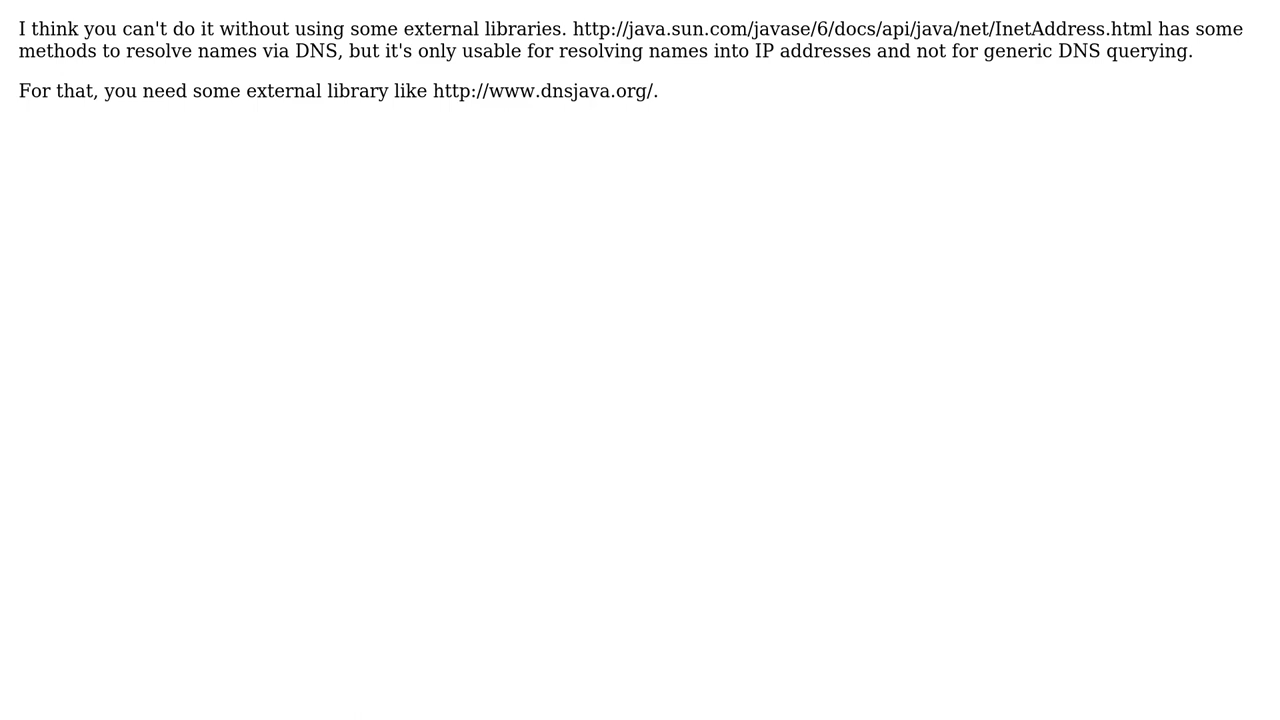 I think you can't do it without using some external libraries. http://java.sun.com/javase/6/docs/api/java/net/InetAddress.html has some
methods to resolve names via DNS, but it's only usable for resolving names into IP addresses and not for generic DNS querying.
For that, you need some external library like http://www.dnsjava.org/.